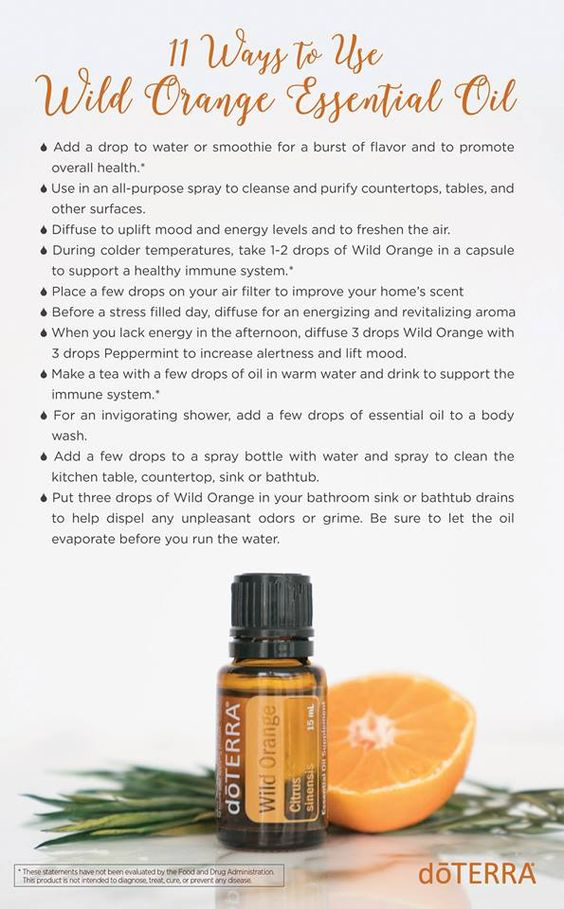 11 Ways to Use
Wild Orange Essential Oil
Add a drop to water or smoothie for a burst of flavor and to promote
overall health.*
Use in an all-purpose spray to cleanse and purify countertops, tables, and
other surfaces.
Diffuse to uplift mood and energy levels and to freshen the air.
During colder temperatures, take 1-2 drops of Wild Orange in a capsule
to support a healthy immune system.*
Place a few drops on your air filter to improve your home's scent
Before a stress filled day, diffuse for an energizing and revitalizing aroma
When you lack energy in the afternoon, diffuse 3 drops Wild Orange with
3 drops Peppermint to increase alertness and lift mood.
Make a tea with a few drops of oil in warm water and drink to support the
immune system.*
For an invigorating shower, add a few drops of essential oil to a body
wash.
Add a few drops to a spray bottle with water and spray to clean the
kitchen table, countertop, sink or bathtub.
Put three drops of Wild Orange in your bathroom sink or bathtub drains
to help dispel any unpleasant odors or grime. Be sure to let the oil
evaporate before you run the water.
dōTERRA
Wild Orange
Citrus
sinensis
15 mL
Essential Oil Supplement
* These statements have not been evaluated by the Food and Drug Administration.
This product is not intended to diagnose, treat, cure, or prevent any disease.
dōTERRA